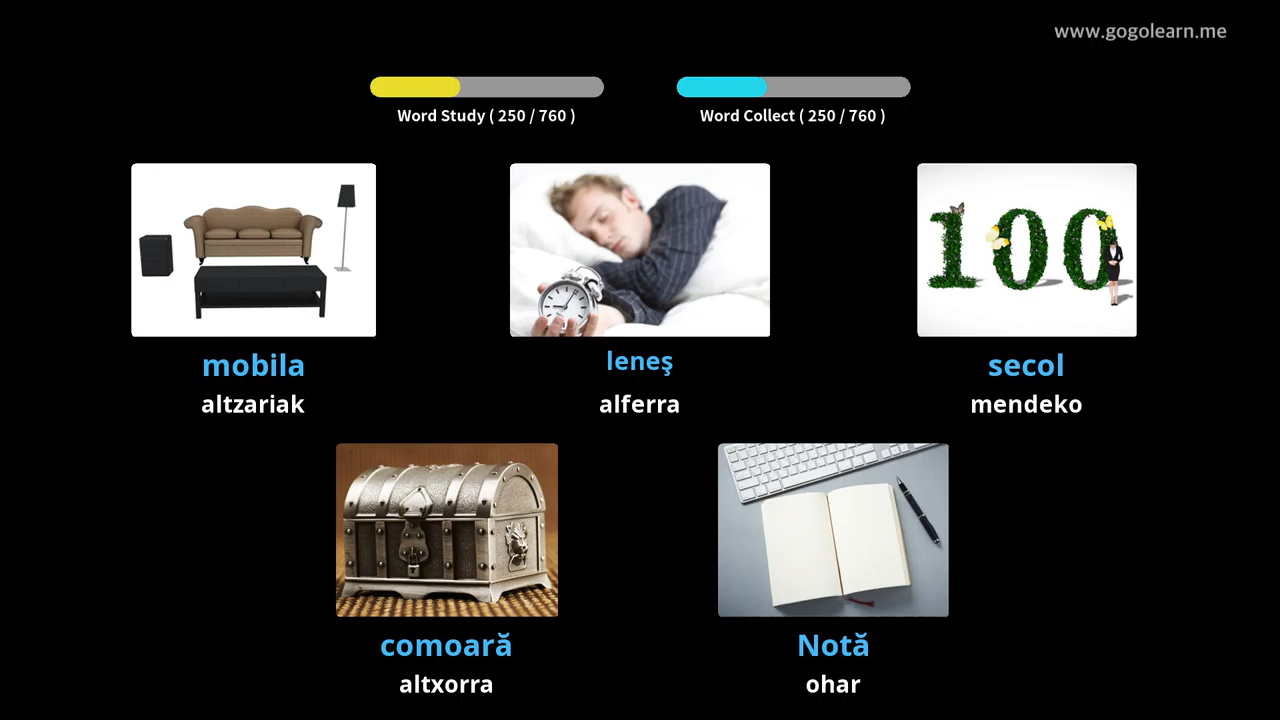 www.gogolearn.me
Word Study ( 250 / 760 )
Word Collect ( 250 / 760 )
100
mobila
altzariak
leneş
alferra
secol
mendeko
comoară
altxorra
Notă
ohar